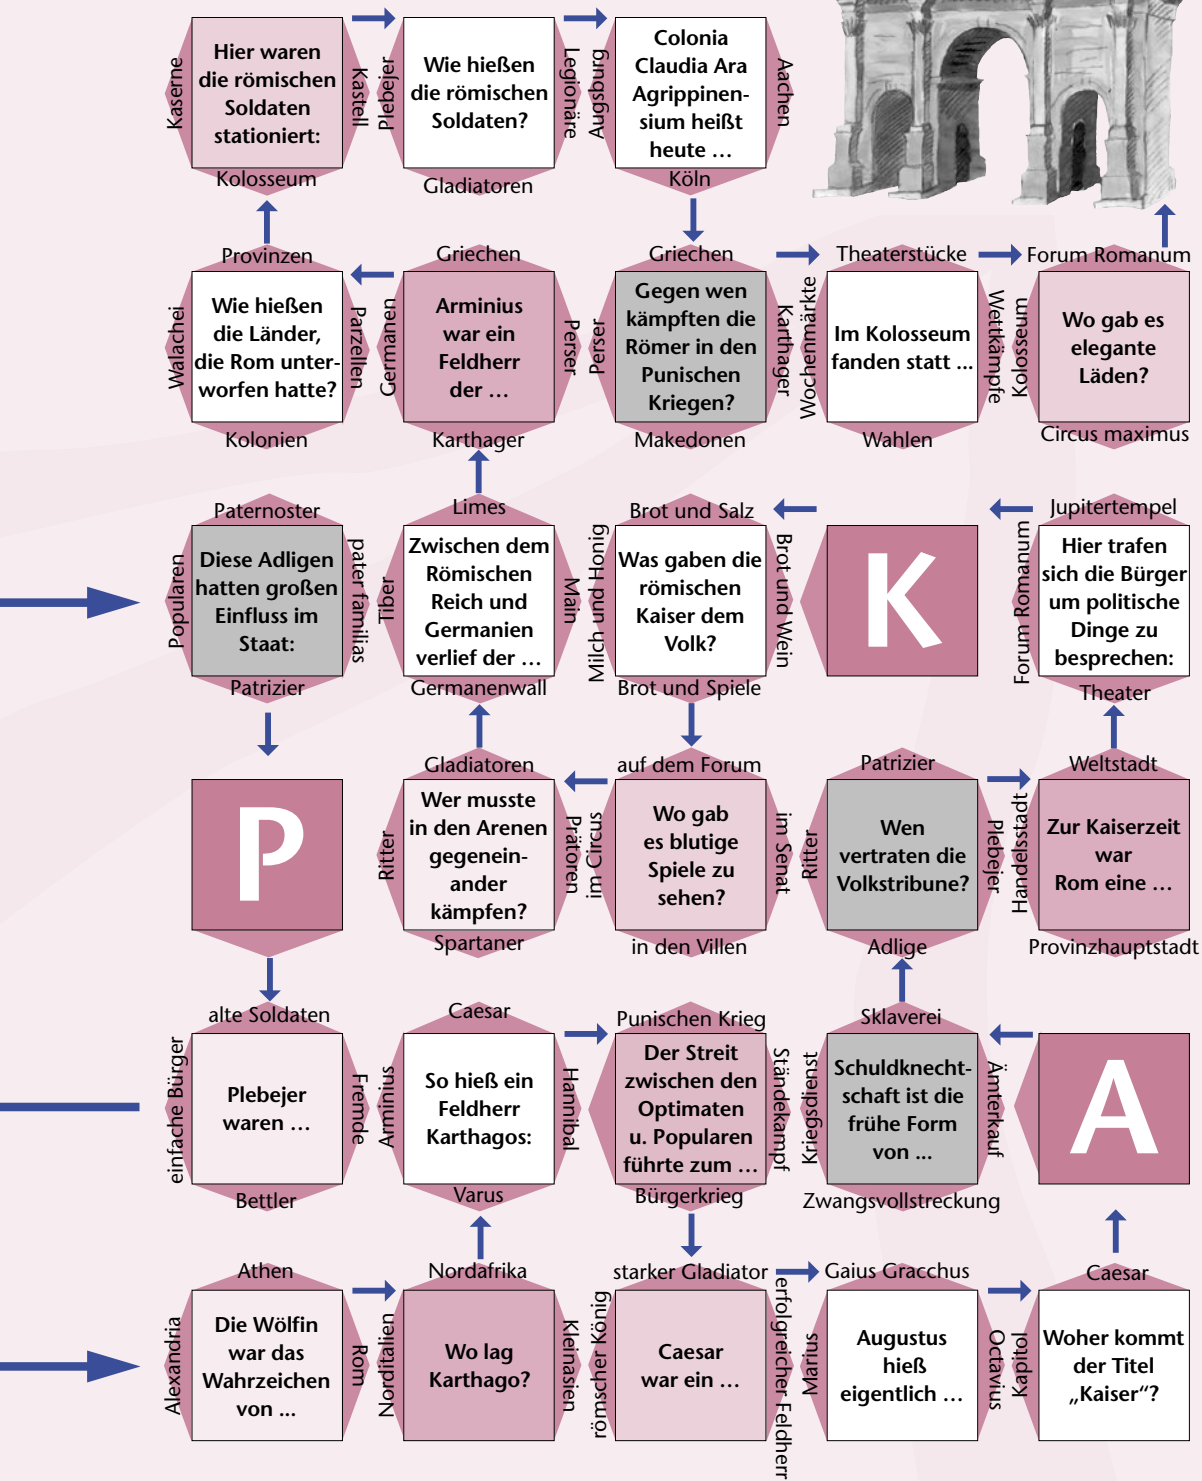 Kaserne
Hier waren
die römischen
Soldaten
stationiert:
Kastell
Kolosseum
Plebejer
Wie hießen
die römischen
Soldaten?
Legionäre
Gladiatoren
Augsburg
Colonia
Claudia Ara
Agrippinen-
sium heißt
heute …
Aachen
Köln
Provinzen
Walachei
Wie hießen
die Länder,
die Rom unter-
worfen hatte?
Parzellen
Kolonien
Griechen
Germanen
Arminius
war ein
Feldherr
der …
Perser
Karthager
Griechen
Perser
Gegen wen
kämpften die
Römer in den
Punischen
Kriegen?
Karthager
Makedonen
Theaterstücke
Wochenmärkte
Im Kolosseum
fanden statt ...
Wettkämpfe
Wahlen
Forum Romanum
Kolosseum
Wo gab es
elegante
Läden?
Circus maximus
Paternoster
Popularen
Diese Adligen
hatten großen
Einfluss im
Staat:
pater familias
Patrizier
Limes
Tiber
Zwischen dem
Römischen
Reich und
Germanien
verlief der …
Main
Germanenwall
Brot und Salz
Milch und Honig
Was gaben die
römischen
Kaiser dem
Volk?
Brot und Wein
Brot und Spiele
K
Jupitertempel
Forum Romanum
Hier trafen
sich die Bürger
um politische
Dinge zu
besprechen:
Theater
P
Gladiatoren
Ritter
Wer musste
in den Arenen
gegenein-
ander
kämpfen?
Prätoren
Spartaner
auf dem Forum
im Circus
Wo gab
es blutige
Spiele zu
sehen?
im Senat
in den Villen
Patrizier
Ritter
Wen
vertraten die
Volkstribune?
Plebejer
Adlige
Weltstadt
Handelsstadt
Zur Kaiserzeit
war
Rom eine …
Provinzhauptstadt
alte Soldaten
einfache Bürger
Plebejer
waren …
Fremde
Bettler
Caesar
Arminius
So hieß ein
Feldherr
Karthagos:
Hannibal
Varus
Punischen Krieg
Der Streit
zwischen den
Optimaten
u. Popularen
führte zum …
Ständekampf
Bürgerkrieg
Sklaverei
Kriegsdienst
Schuldknecht-
schaft ist die
frühe Form
von ...
Ämterkauf
Zwangsvollstreckung
A
Athen
Alexandria
Die Wölfin
war das
Wahrzeichen
von ...
Rom
Nordafrika
Norditalien
Wo lag
Karthago?
Kleinasien
starker Gladiator
römscher König
Caesar
war ein …
erfolgreicher Feldherr
Gaius Gracchus
Marius
Augustus
hieß
eigentlich …
Octavius
Caesar
Kapitol
Woher kommt
der Titel
„Kaiser“?